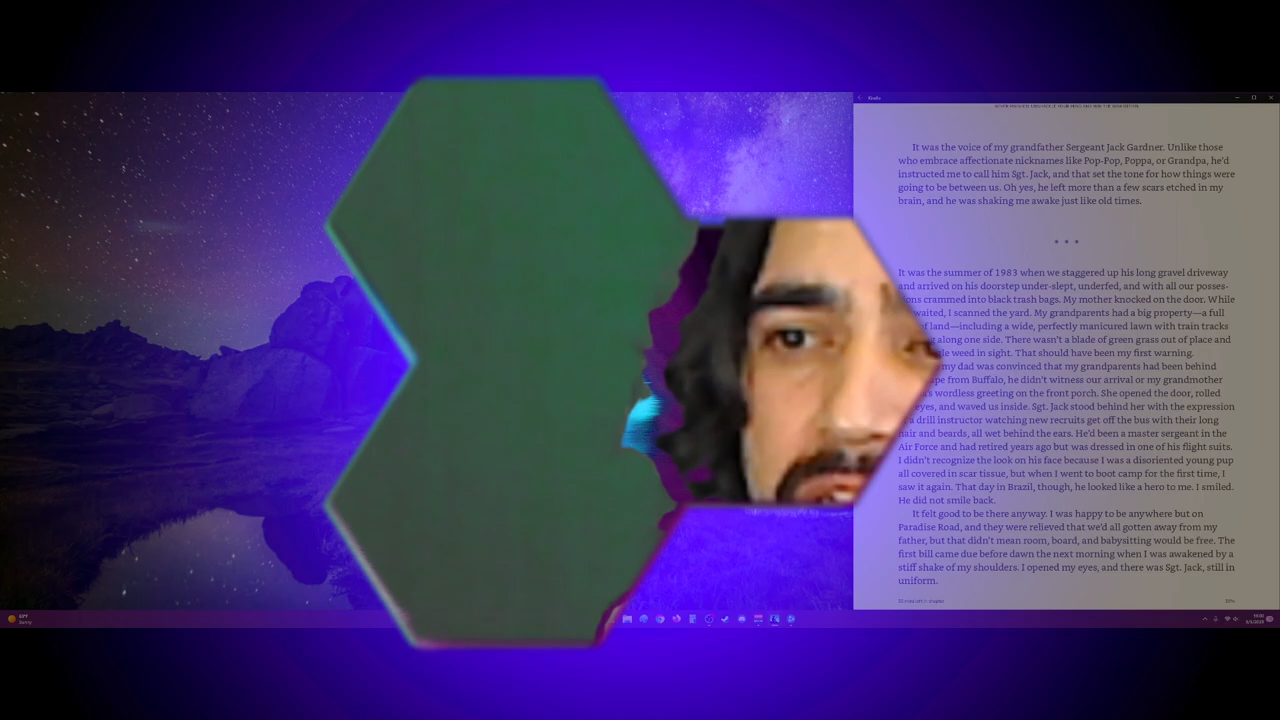 Kindle
It was the voice of my grandfather Sergeant Jack Gardner. Unlike those
who embrace affectionate nicknames like Pop-Pop, Poppa, or Grandpa, he'd
instructed me to call him Sgt. Jack, and that set the tone for how things were
going to be between us. Oh yes, he left more than a few scars etched in my
brain, and he was shaking me awake just like old times.
• • •
It was the summer of 1983 when we staggered up his long gravel driveway
and arrived on his doorstep under-slept, underfed, and with all our posses-
sions crammed into black trash bags. My mother knocked on the door. While
waited, I scanned the yard. My grandparents had a big property—a full
of land—including a wide, perfectly manicured lawn with train tracks
along one side. There wasn't a blade of green grass out of place and
weed in sight. That should have been my first warning.
my dad was convinced that my grandparents had been behind
from Buffalo, he didn't witness our arrival or my grandmother
wordless greeting on the front porch. She opened the door, rolled
eyes, and waved us inside. Sgt. Jack stood behind her with the expression
a drill instructor watching new recruits get off the bus with their long
hair and beards, all wet behind the ears. He'd been a master sergeant in the
Air Force and had retired years ago but was dressed in one of his flight suits.
I didn't recognize the look on his face because I was a disoriented young pup
all covered in scar tissue, but when I went to boot camp for the first time, I
saw it again. That day in Brazil, though, he looked like a hero to me. I smiled.
He did not smile back.
It felt good to be there anyway. I was happy to be anywhere but on
Paradise Road, and they were relieved that we'd all gotten away from my
father, but that didn't mean room, board, and babysitting would be free. The
first bill came due before dawn the next morning when I was awakened by a
stiff shake of my shoulders. I opened my eyes, and there was Sgt. Jack, still in
uniform.
Sunny